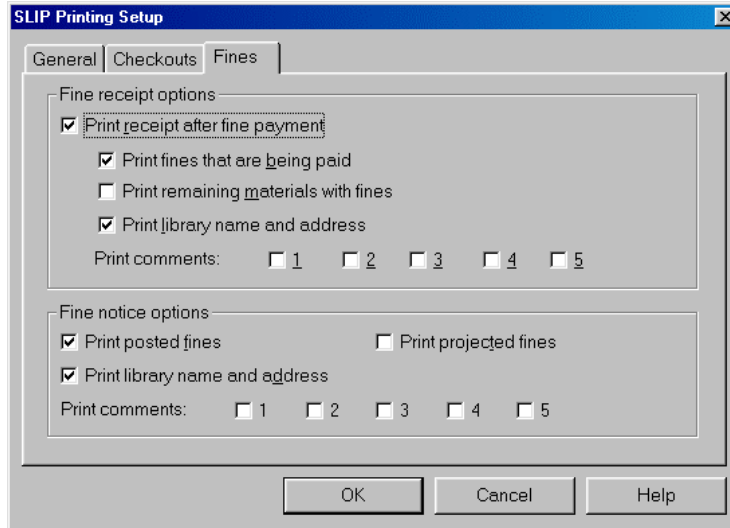 SLIP Printing Setup
General Checkouts Fines
Fine receipt options
Print receipt after fine payment
Print fines that are being paid
Print remaining materials with fines
Print library name and address
Print comments: 1 2 3 4 5
Fine notice options
Print posted fines Print projected fines
Print library name and address
Print comments: 1 2 3 4 5
OK Cancel Help